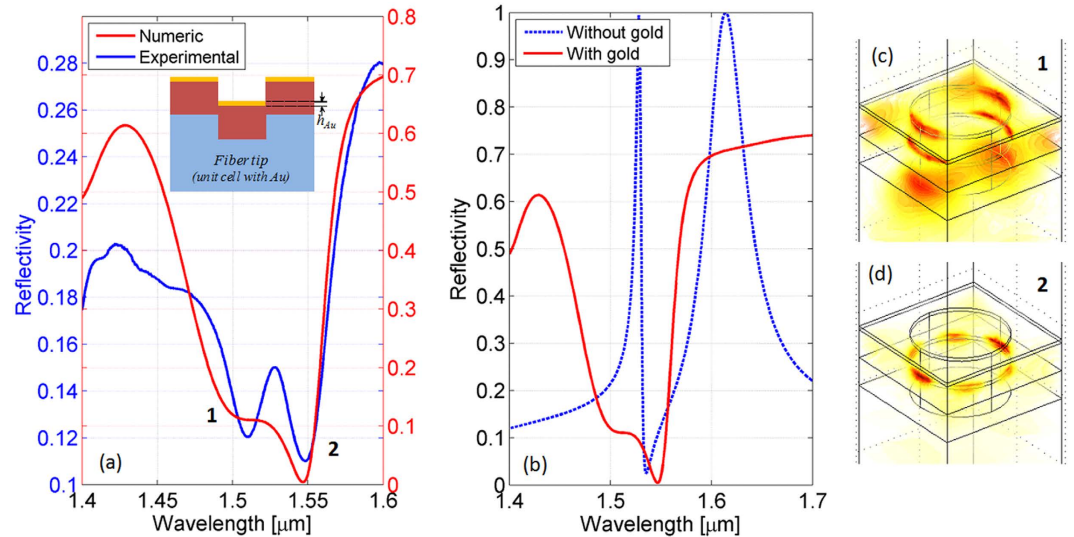 Numeric
Experimental
0.28
0.26
0.24
0.22
0.2
0.18
0.16
0.14
0.12
0.1
Reflectivity
0.8
0.7
0.6
0.5
0.4
0.3
0.2
0.1
0
h_Au
Fiber tip
(unit cell with Au)
1
2
(a)
1.4 1.45 1.5 1.55 1.6
Wavelength [μm]
Without gold
With gold
1
0.9
0.8
0.7
0.6
0.5
0.4
0.3
0.2
0.1
0
Reflectivity
(b)
1.4 1.5 1.6 1.7
Wavelength [μm]
(c) 1
(d) 2